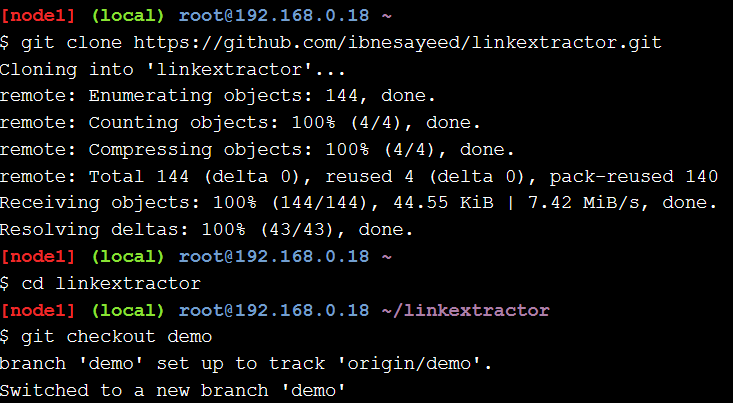 [node1] (local) root@192.168.0.18 ~
$ git clone https://github.com/ibnesayeed/linkextractor.git
Cloning into 'linkextractor'...
remote: Enumerating objects: 144, done.
remote: Counting objects: 100% (4/4), done.
remote: Compressing objects: 100% (4/4), done.
remote: Total 144 (delta 0), reused 4 (delta 0), pack-reused 140
Receiving objects: 100% (144/144), 44.55 KiB | 7.42 MiB/s, done.
Resolving deltas: 100% (43/43), done.
[node1] (local) root@192.168.0.18 ~
$ cd linkextractor
[node1] (local) root@192.168.0.18 ~/linkextractor
$ git checkout demo
branch 'demo' set up to track 'origin/demo'.
Switched to a new branch 'demo'